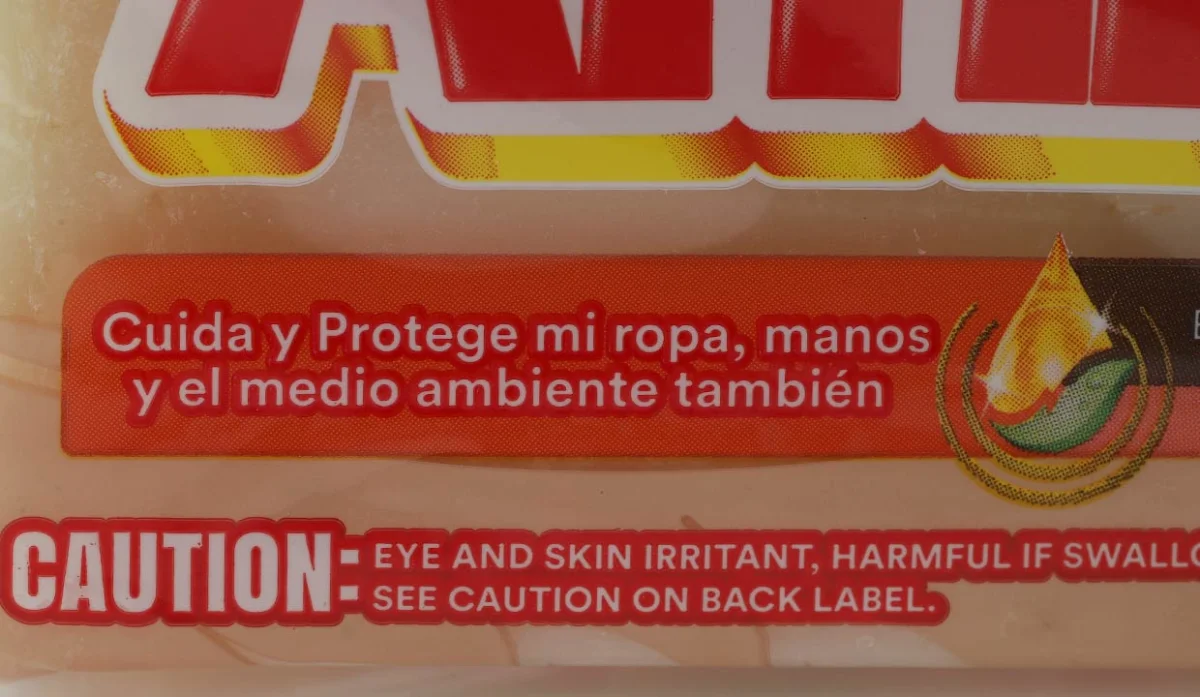 Cuida y Protege mi ropa, manos
y el medio ambiente también
CAUTION: EYE AND SKIN IRRITANT, HARMFUL IF
SEE CAUTION ON BACK LABEL.